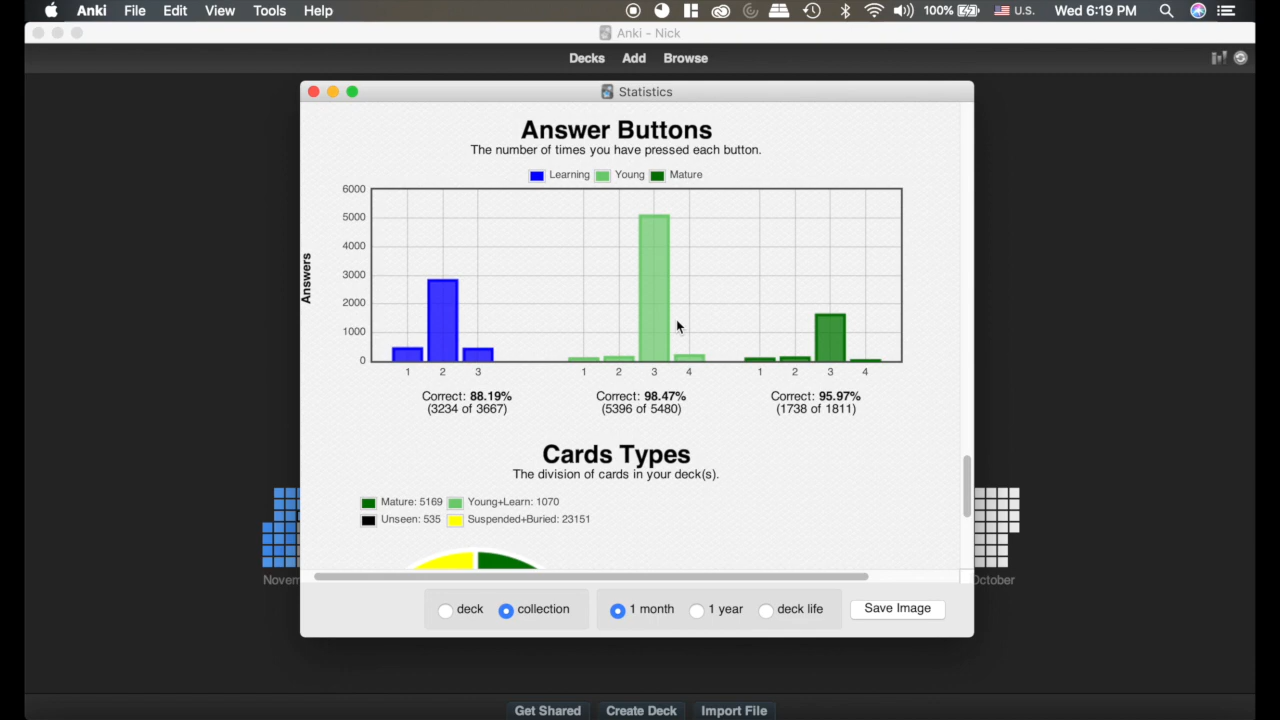 Anki File Edit View Tools Help 100% U.S. Wed 6:19 PM
Anki - Nick
Decks Add Browse
Statistics
Answer Buttons
The number of times you have pressed each button.
Learning Young Mature
6000
5000
4000
3000
2000
1000
0
Answers
1 2 3 1 2 3 4 1 2 3 4
Correct: 88.19% Correct: 98.47% Correct: 95.97%
(3234 of 3667) (5396 of 5480) (1738 of 1811)
Cards Types
The division of cards in your deck(s).
Mature: 5169 Young+Learn: 1070
Unseen: 535 Suspended+Buried: 23151
Novem October
deck collection 1 month 1 year deck life Save Image
Get Shared Create Deck Import File